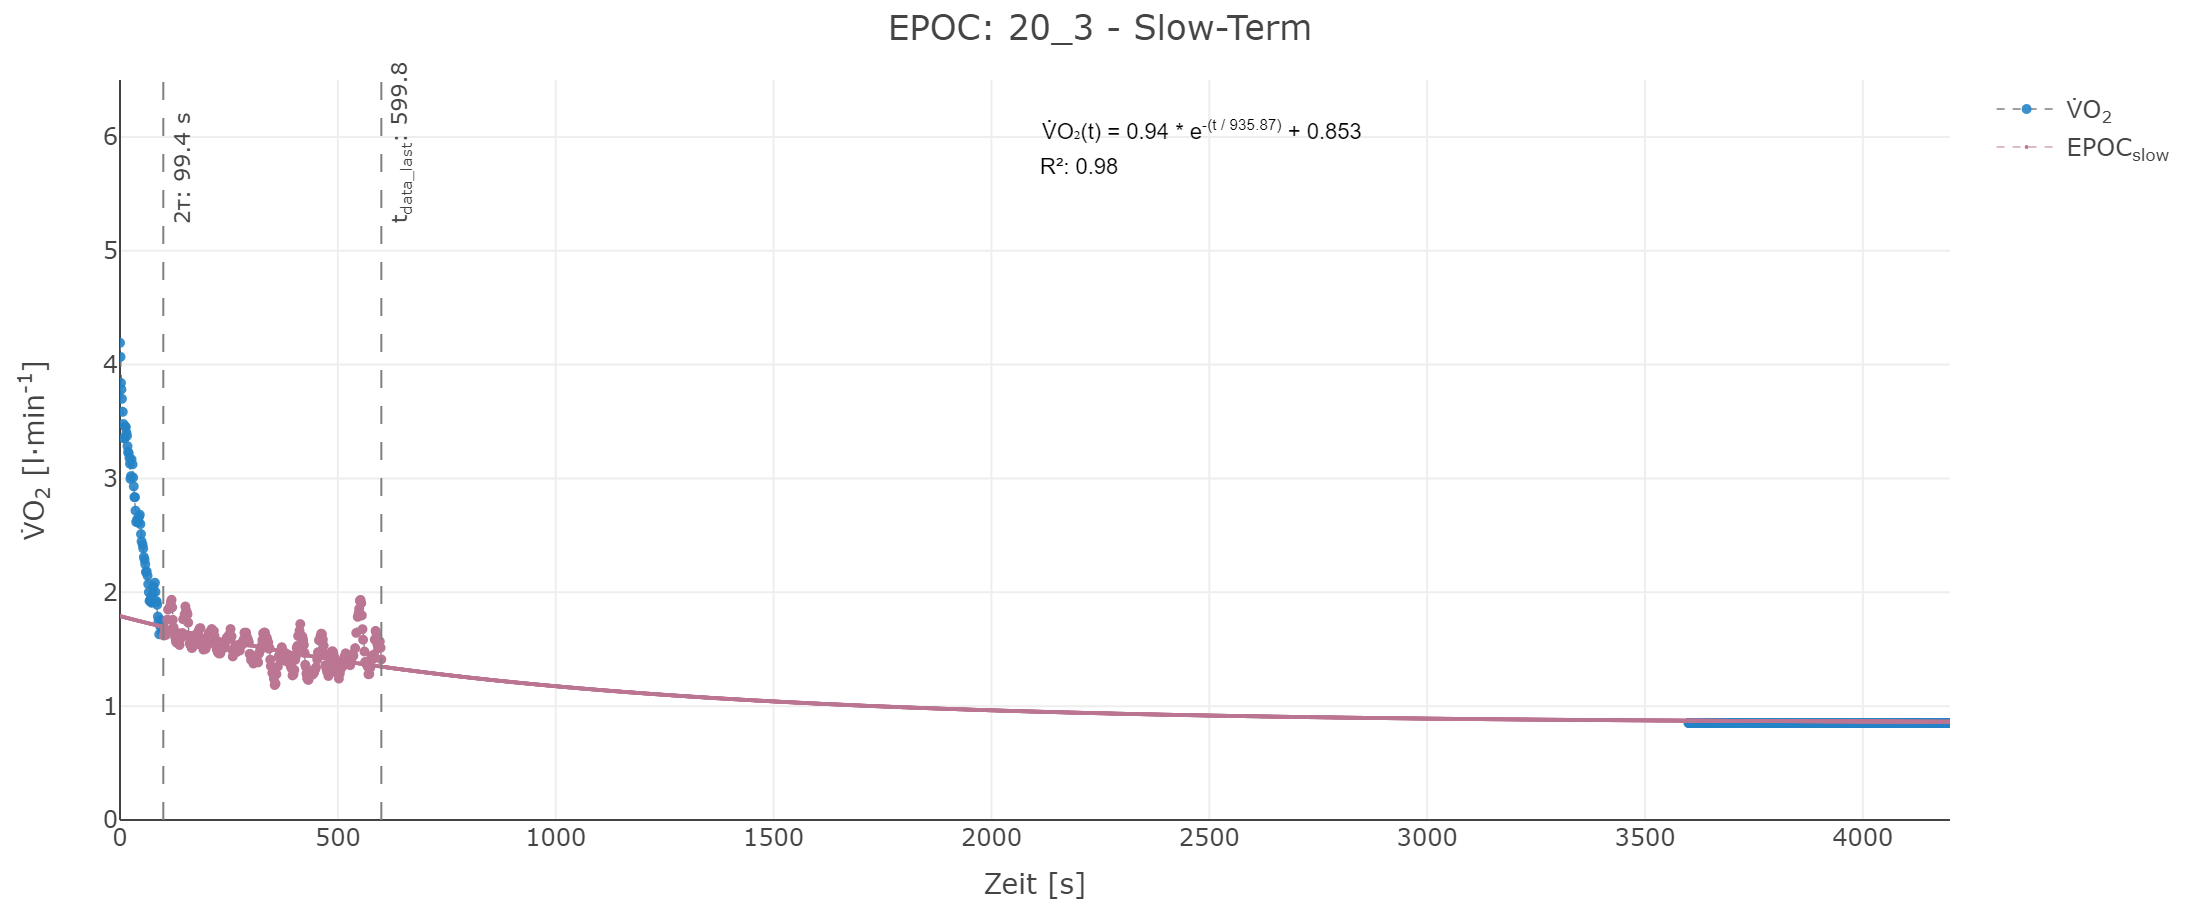 EPOC: 20_3 - Slow-Term
V̇O₂ [l·min⁻¹]
6
5
4
3
2
1
0
2τ: 99.4 s
t_data_last: 599.8
V̇O₂(t) = 0.94 * e^-(t / 935.87) + 0.853
R²: 0.98
V̇O₂
EPOC_slow
0 500 1000 1500 2000 2500 3000 3500 4000
Zeit [s]